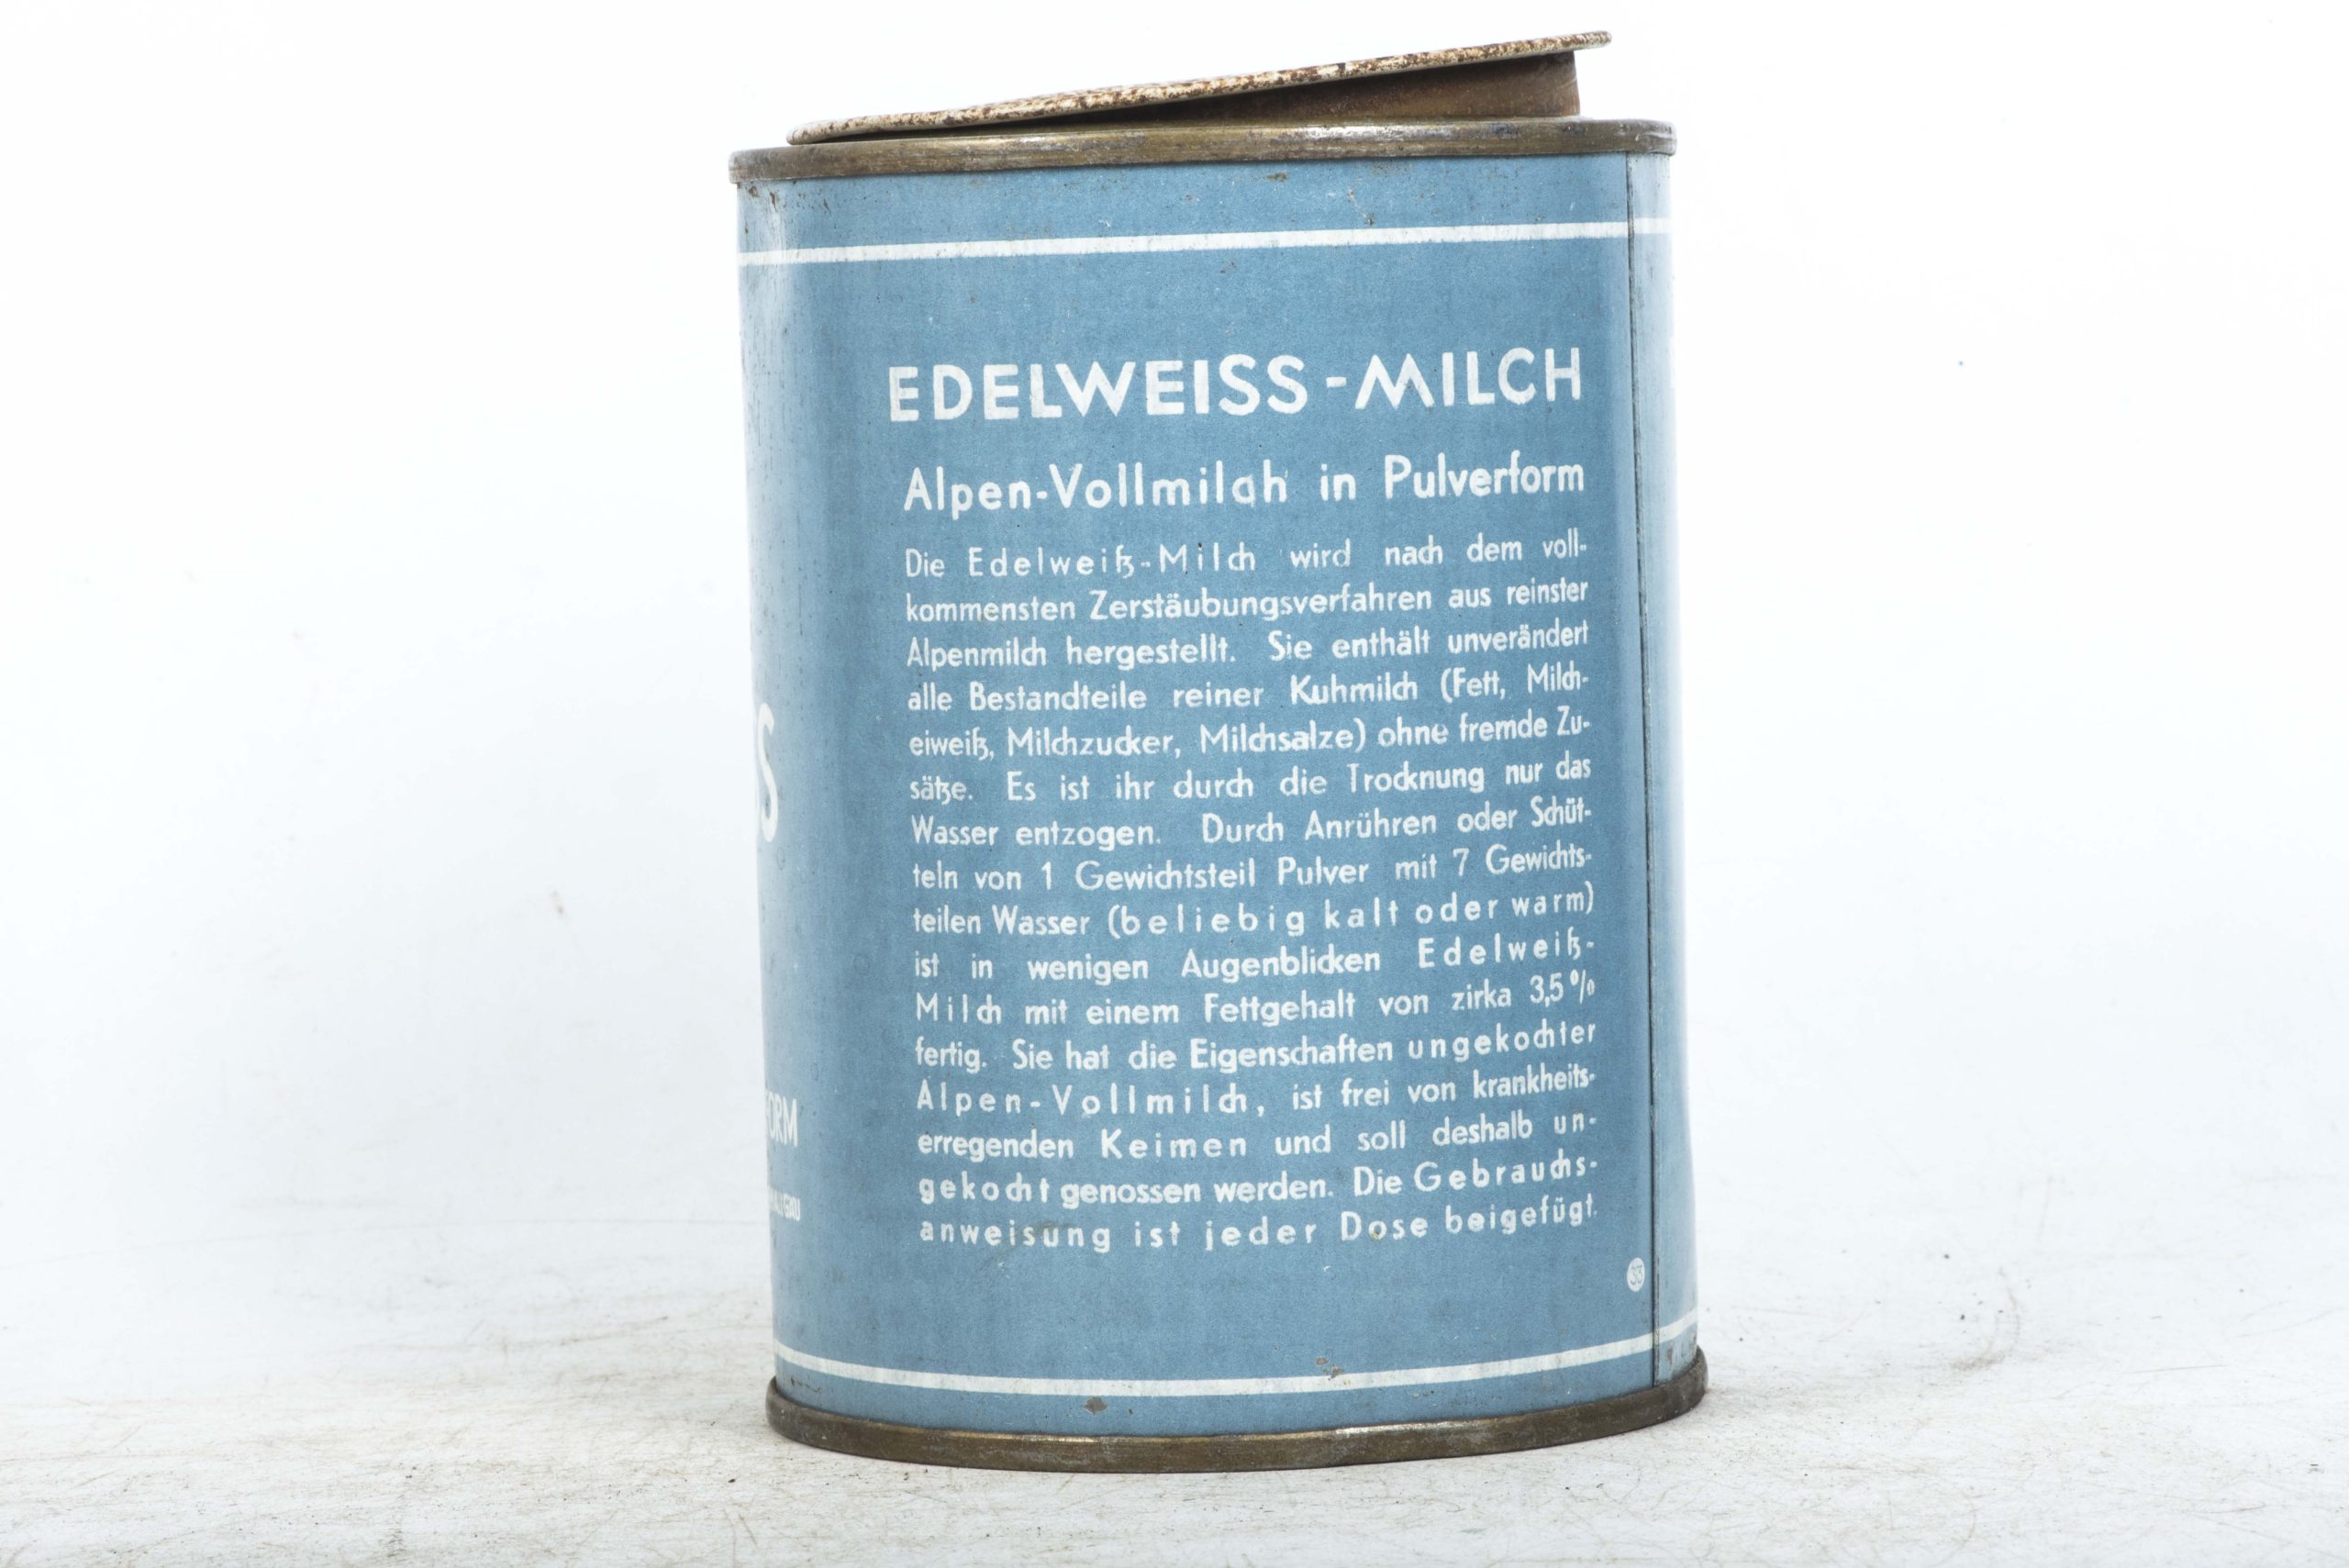 EDELWEISS-MILCH
Alpen-Vollmilch in Pulverform
Die Edelweiß-Milch wird nach dem voll-
kommensten Zerstäubungsverfahren aus reinster
Alpenmilch hergestellt. Sie enthält unverändert
alle Bestandteile reiner Kuhmilch (Fett, Milch-
eiweiß, Milchzucker, Milchsalze) ohne fremde Zu-
sätze. Es ist ihr durch die Trocknung nur das
Wasser entzogen. Durch Anrühren oder Schüt-
teln von 1 Gewichtsteil Pulver mit 7 Gewichts-
teilen Wasser (beliebig kalt oder warm)
ist in wenigen Augenblicken Edelweiß-
Milch mit einem Fettgehalt von zirka 3,5%
fertig. Sie hat die Eigenschaften ungekochter
Alpen-Vollmilch, ist frei von krankheits-
erregenden Keimen und soll deshalb un-
gekocht genossen werden. Die Gebrauchs-
anweisung ist jeder Dose beigefügt.